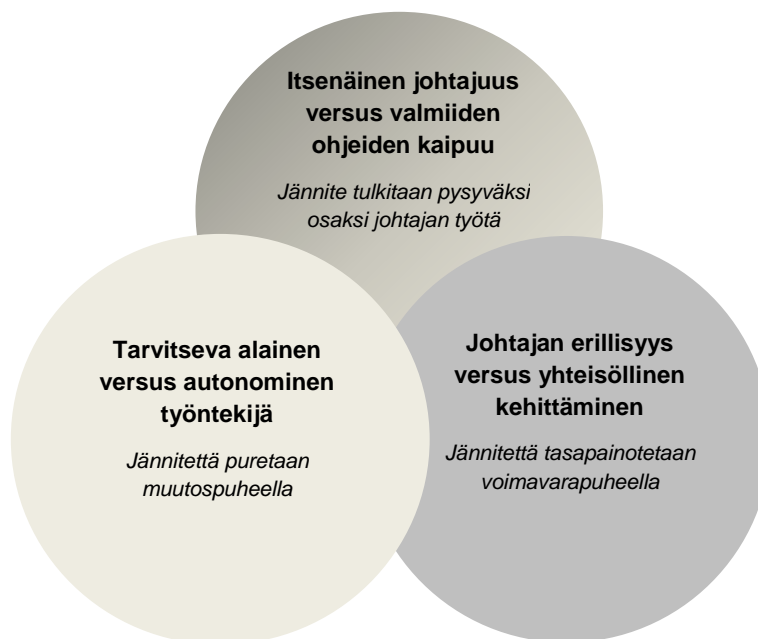 Itsenäinen johtajuus
versus valmiiden
ohjeiden kaipuu
Jännite tulkitaan pysyväksi
osaksi johtajan työtä
Tarvitseva alainen
versus autonominen
työntekijä
Jännitettä puretaan
muutospuheella
Johtajan erillisyys
versus yhteisöllinen
kehittäminen
Jännitettä tasapainotetaan
voimavarapuheella